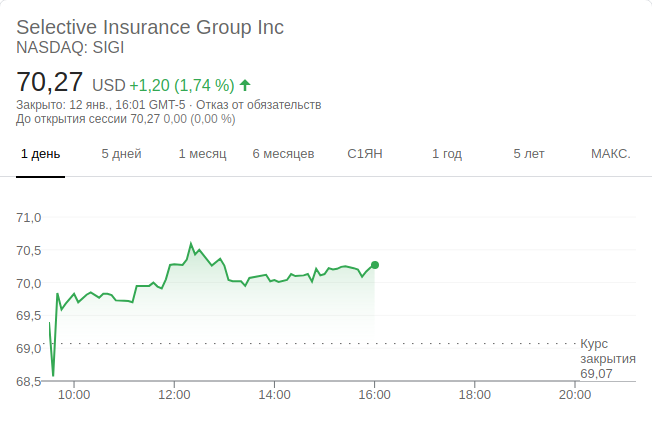 Selective Insurance Group Inc
NASDAQ: SIGI
70,27 USD +1,20 (1,74 %)
Закрыто: 12 янв., 16:01 GMT-5 · Отказ от обязательств
До открытия сессии 70,27 0,00 (0,00 %)
1 день 5 дней 1 месяц 6 месяцев С1ЯН 1 год 5 лет МАКС.
71,0
70,5
70,0
69,5
69,0
68,5
Курс
закрытия
69,07
10:00 12:00 14:00 16:00 18:00 20:00